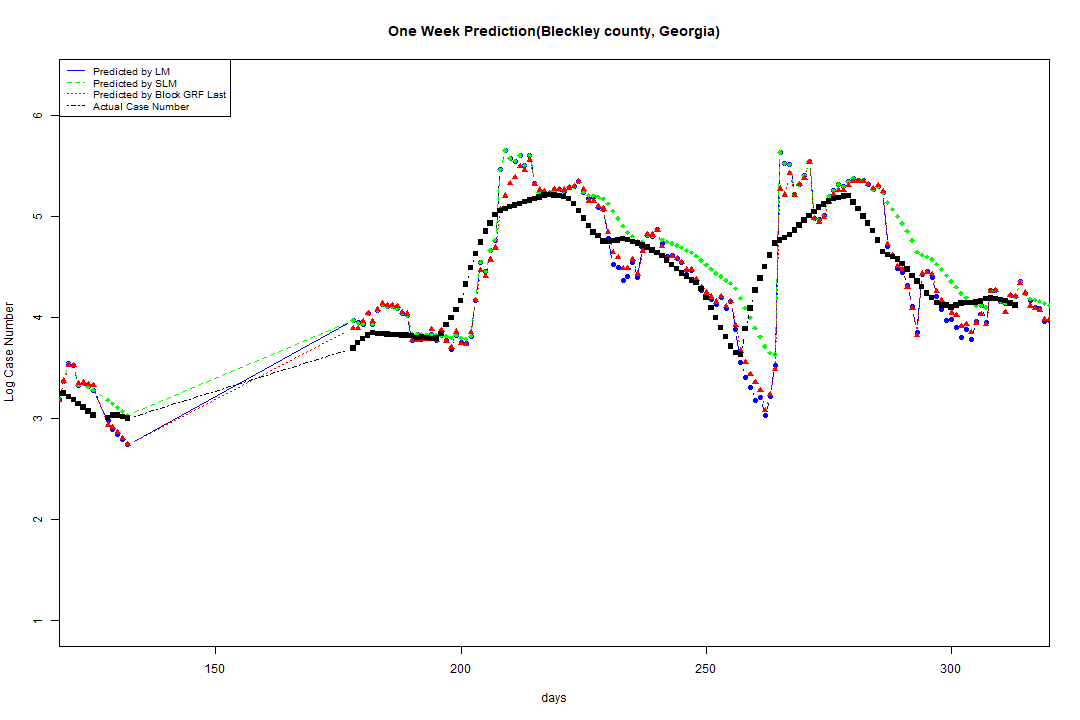 One Week Prediction(Bleckley county, Georgia)
Predicted by LM
Predicted by SLM
Predicted by Block GRF Last
Actual Case Number
Log Case Number
6
5
4
3
2
1
150
200
250
300
days